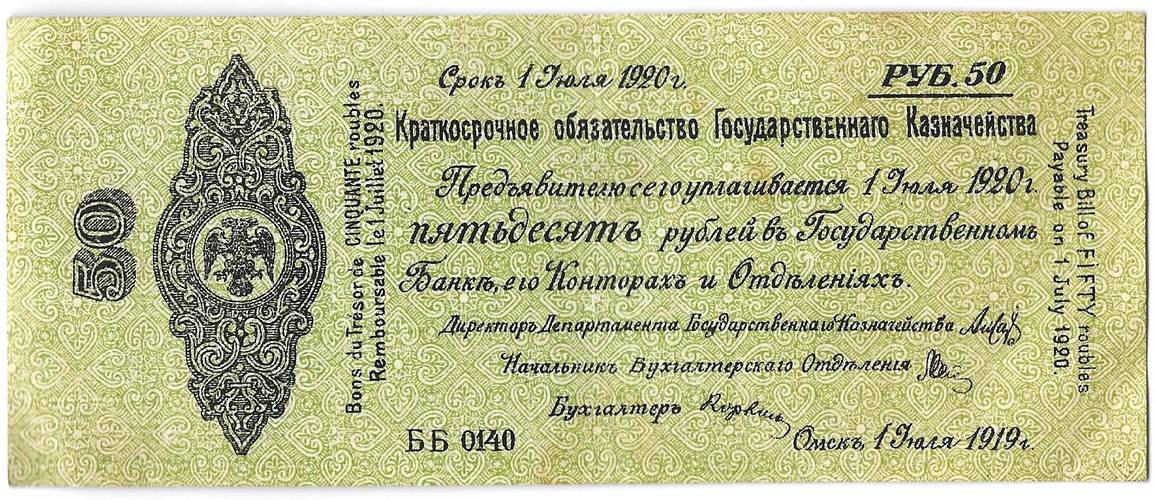 50
Bons du Trésor de CINQUANTE roubles
Remboursable le 1 Juillet 1920.
Срокъ 1 Іюля 1920 г.
РУБ. 50
Краткосрочное обязательство Государственнаго Казначейства
Предъявителю сего уплачивается 1 Іюля 1920 г.
пятьдесятъ рублей въ Государственномъ
Банкѣ, его Конторахъ и Отдѣленіяхъ.
Директоръ Департамента Государственнаго Казначейства
Начальникъ Бухгалтерскаго Отдѣленія
Бухгалтеръ
ББ 0140
Омскъ, 1 Іюля 1919 г.
Treasury Bill of FIFTY roubles
Payable on 1 July 1920.